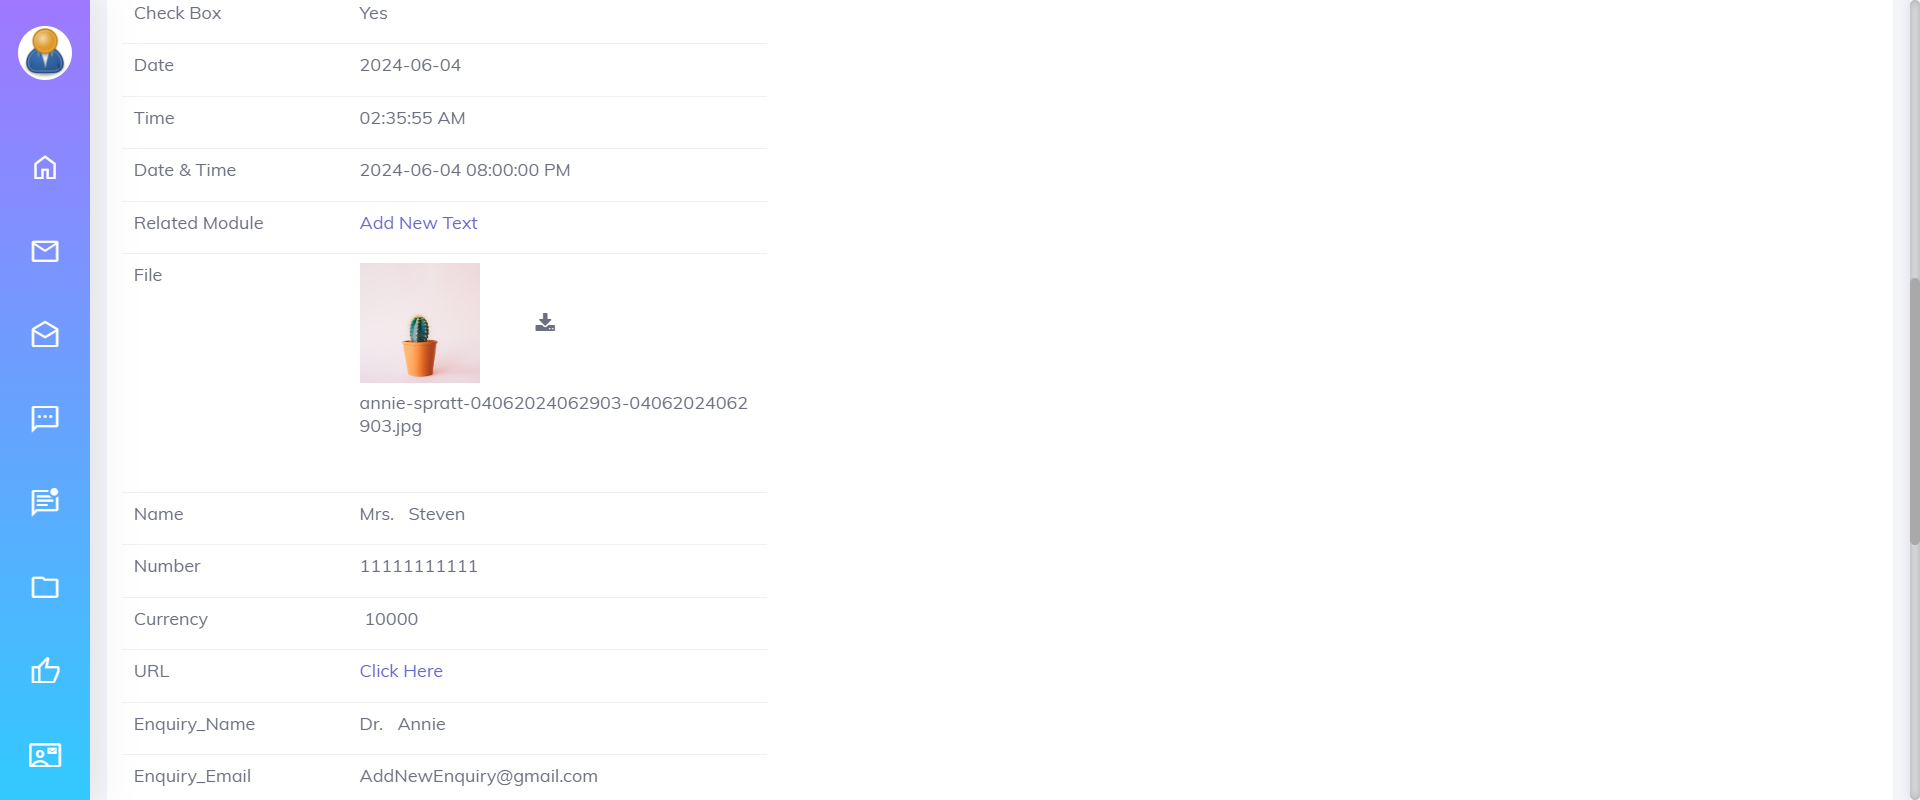 Check Box Yes
Date 2024-06-04
Time 02:35:55 AM
Date & Time 2024-06-04 08:00:00 PM
Related Module Add New Text
File
annie-spratt-04062024062903-04062024062
903.jpg
Name Mrs. Steven
Number 11111111111
Currency 10000
URL Click Here
Enquiry_Name Dr. Annie
Enquiry_Email AddNewEnquiry@gmail.com